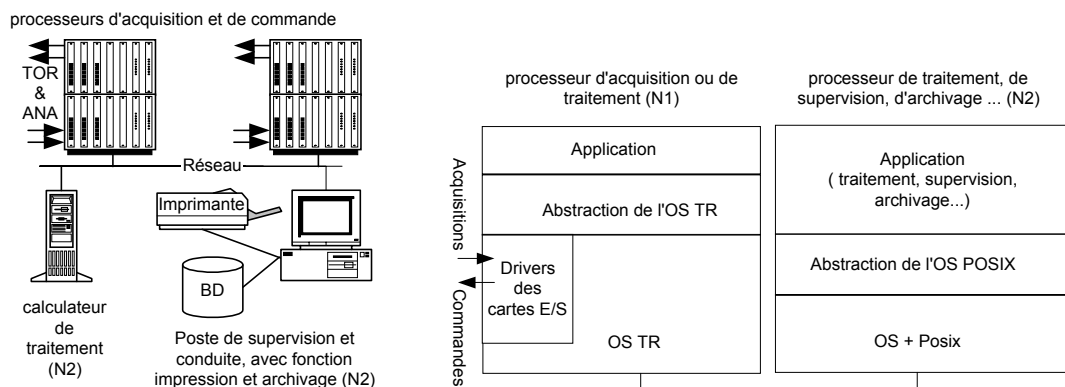 processeurs d'acquisition et de commande
TOR
&
ANA
Réseau
Imprimante
BD
calculateur
de
traitement
(N2)
Poste de supervision et
conduite, avec fonction
impression et archivage (N2)
processeur d'acquisition ou de
traitement (N1)
Application
Abstraction de l'OS TR
Acquisitions
Commandes
Drivers
des
cartes E/S
OS TR
processeur de traitement, de
supervision, d'archivage ... (N2)
Application
( traitement, supervision,
archivage...)
Abstraction de l'OS POSIX
OS + Posix